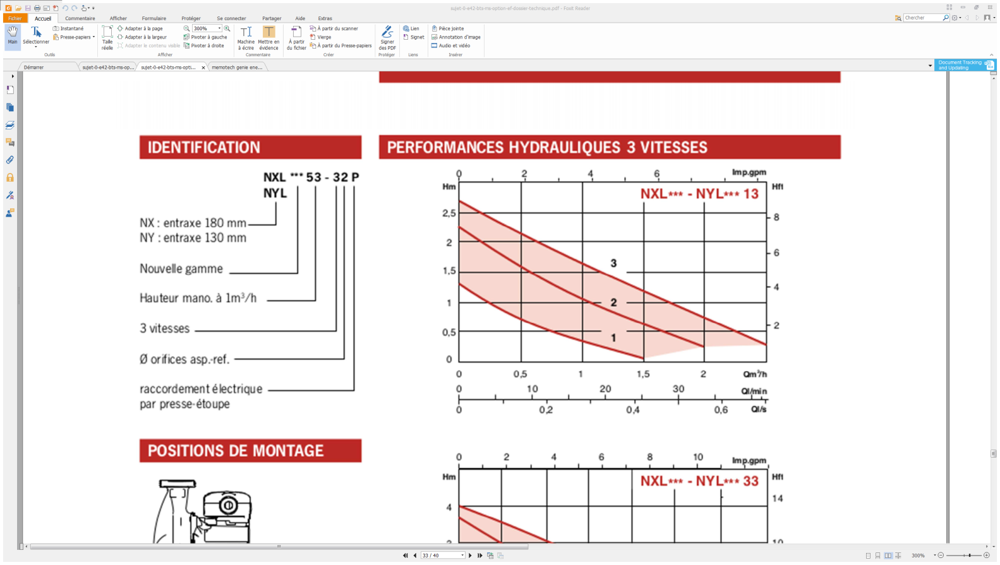 sujet-0-e42-bts-ms-option-ef-dossier-technique.pdf - Foxit Reader
Fichier Accueil Commentaire Afficher Formulaire Protéger Se connecter Partager Aide Extras Chercher
Main
Sélectionner
Instantané
Presse-papiers
Outils
Taille réelle
Adapter à la page
Adapter à la largeur
Adapter le contenu visible
300%
Pivoter à gauche
Pivoter à droite
Afficher
Machine à écrire
Mettre en évidence
Commentaire
À partir du fichier
À partir du scanner
Vierge
À partir du Presse-papiers
Créer
Signer des PDF
Protéger
Lien
Signet
Liens
Pièce jointe
Annotation d'image
Audio et vidéo
Insérer
Démarrer sujet-0-e42-bts-ms-op... sujet-0-e42-bts-ms-opti... x memotech genie ene...
Document Tracking
and Updating
IDENTIFICATION
NXL *** 53 - 32 P
NYL
NX : entraxe 180 mm
NY : entraxe 130 mm
Nouvelle gamme
Hauteur mano. à 1m³/h
3 vitesses
Ø orifices asp.-ref.
raccordement électrique
par presse-étoupe
POSITIONS DE MONTAGE
PERFORMANCES HYDRAULIQUES 3 VITESSES
0 2 4 6 Imp.gpm
Hm Hft
NXL*** - NYL*** 13
2,5 8
2 6
1,5 3 4
1 2
0,5 1 2
0
0 0,5 1 1,5 2 Qm³/h
0 10 20 30 Ql/min
0 0,2 0,4 0,6 Ql/s
0 2 4 6 8 10 Imp.gpm
Hm Hft
NXL*** - NYL*** 33
14
4
33 / 40
300%